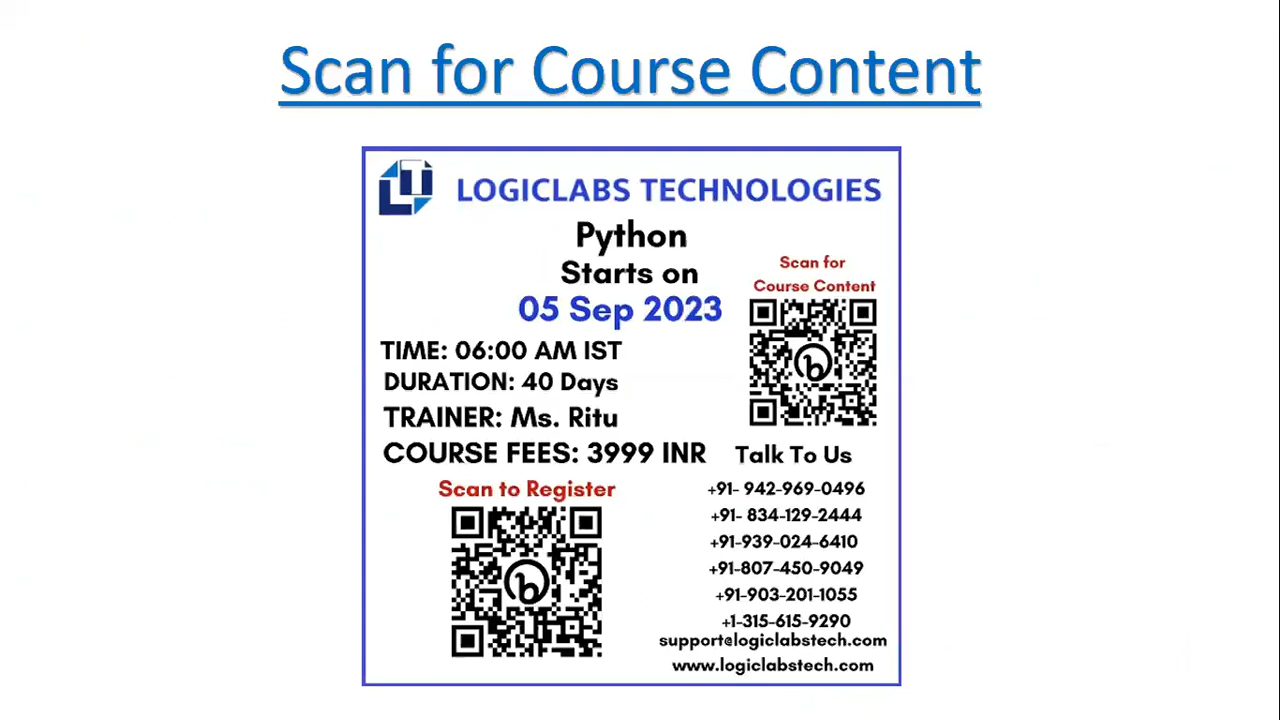 Scan for Course Content
LOGICLABS TECHNOLOGIES
Python
Starts on
05 Sep 2023
Scan for
Course Content
TIME: 06:00 AM IST
DURATION: 40 Days
TRAINER: Ms. Ritu
COURSE FEES: 3999 INR
Scan to Register
Talk To Us
+91- 942-969-0496
+91- 834-129-2444
+91-939-024-6410
+91-807-450-9049
+91-903-201-1055
+1-315-615-9290
support@logiclabstech.com
www.logiclabstech.com